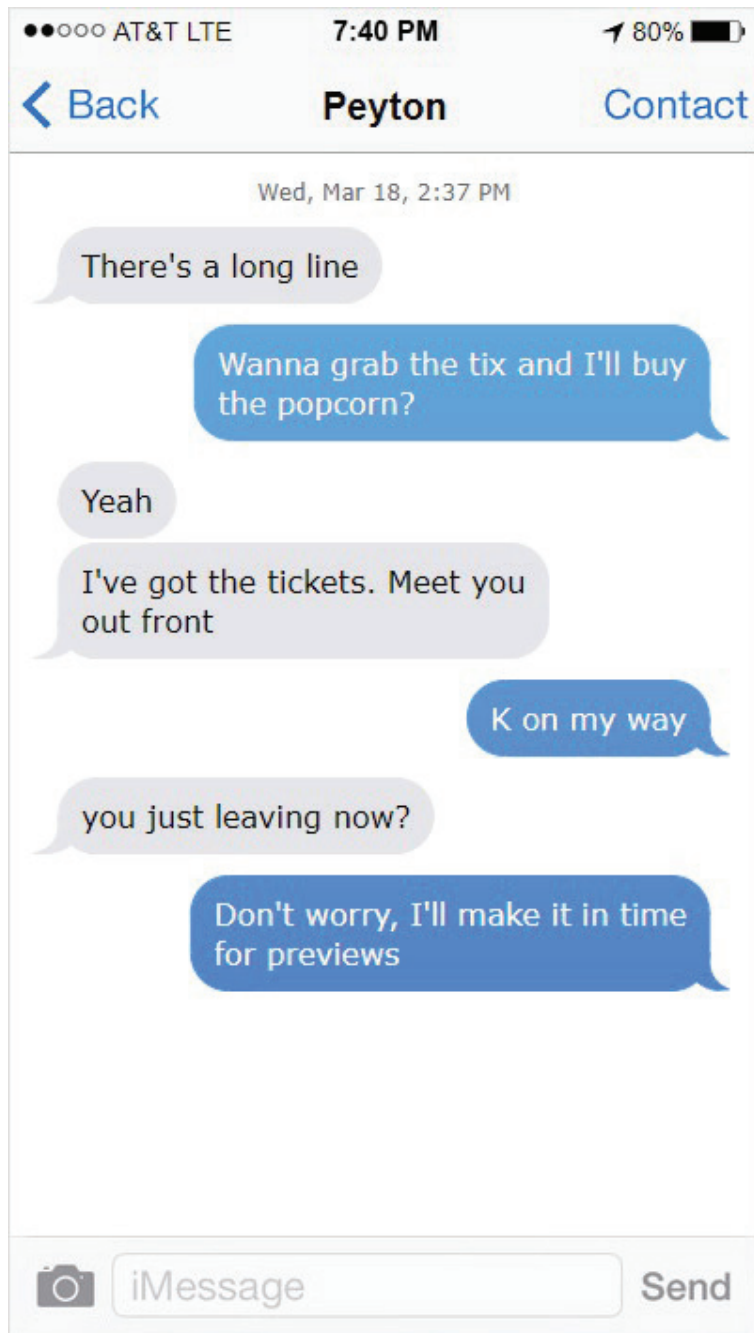 AT&T LTE 7:40 PM 80%
Back Peyton Contact
Wed, Mar 18, 2:37 PM
There's a long line
Wanna grab the tix and I'll buy
the popcorn?
Yeah
I've got the tickets. Meet you
out front
K on my way
you just leaving now?
Don't worry, I'll make it in time
for previews
iMessage Send